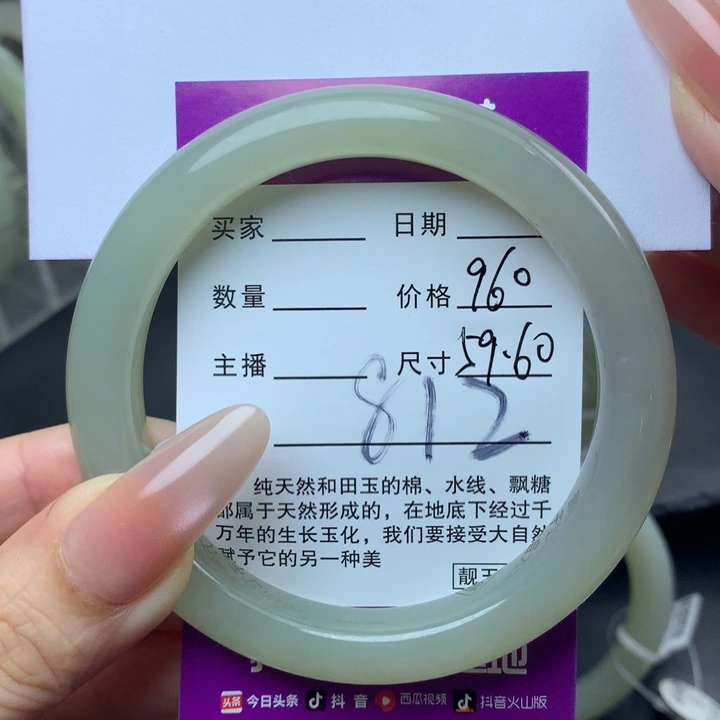 买家 日期
数量 价格 960
主播 尺寸 59.60
812
纯天然和田玉的棉、水线、飘糖
都属于天然形成的，在地底下经过千
万年的生长玉化，我们要接受大自然
赋予它的另一种美
靓
头条 今日头条 抖音 西瓜视频 抖音火山版